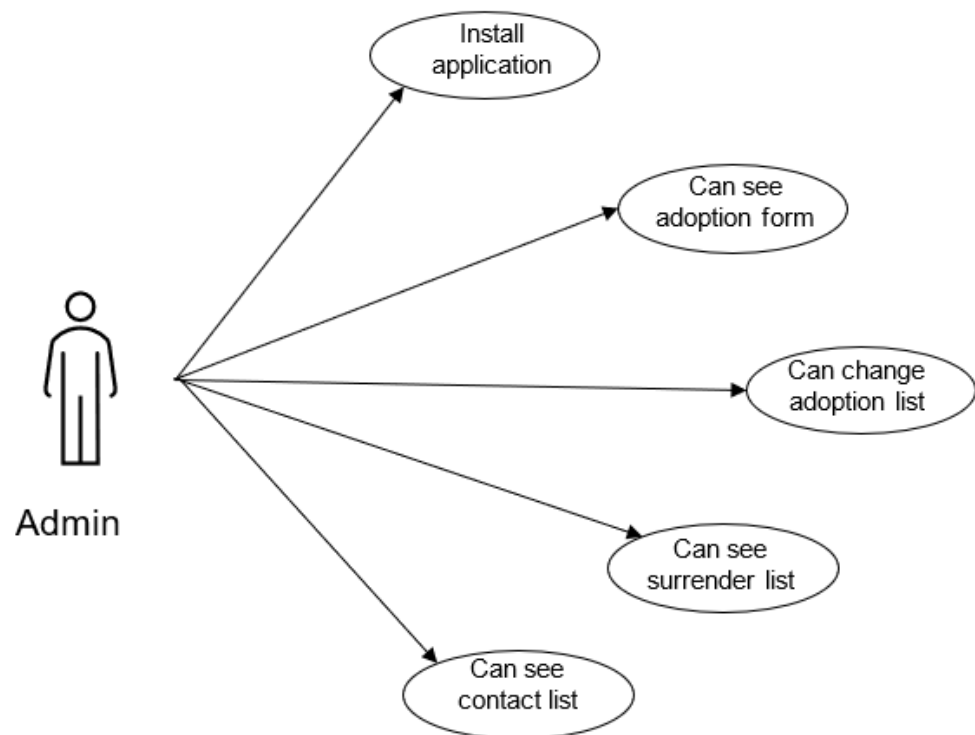 Install
application
Can see
adoption form
Can change
adoption list
Admin
Can see
surrender list
Can see
contact list